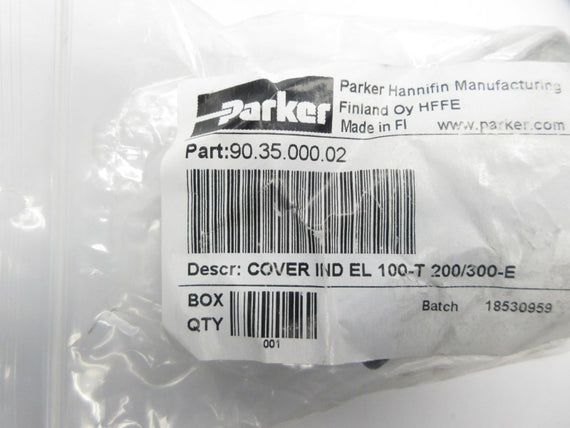 Parker
Parker Hannifin Manufacturing
Finland Oy HFFE
Made in FI www.parker.com
Part:90.35.000.02
Descr: COVER IND EL 100-T 200/300-E
BOX
QTY
001
Batch 18530959